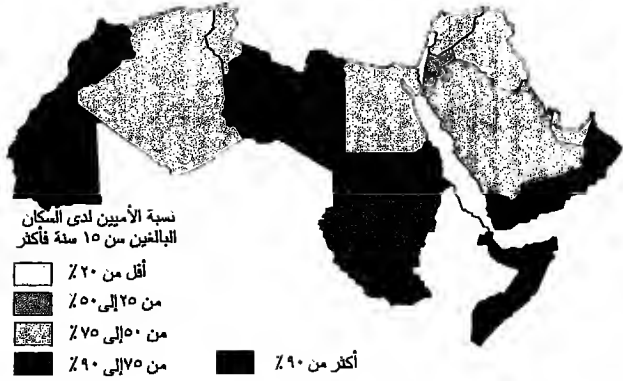 نسبة الأميين لدى السكان
البالغين سن ١٥ سنة فأكثر
أقل من ٢٠٪
من ٢٥ إلى ٥٠٪
من ٥٠ إلى ٧٥٪
من ٧٥ إلى ٩٠٪
أكثر من ٩٠٪